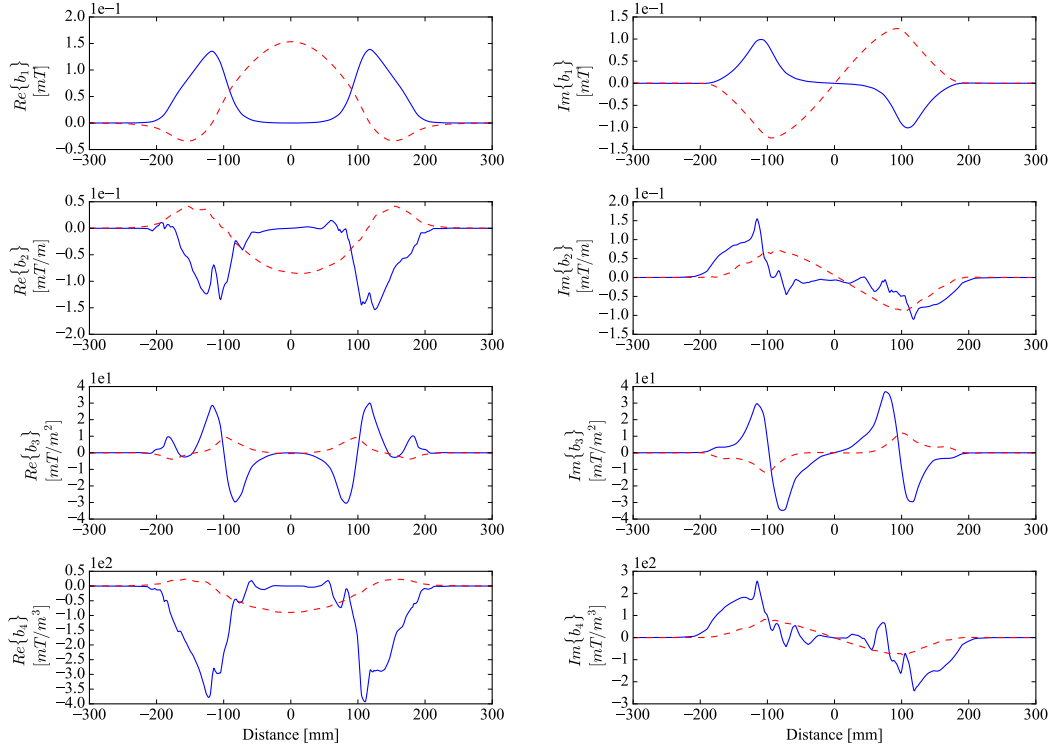 1e−1
2.0
1.5
1.0
0.5
0.0
−0.5
Re{b₁}
[mT]
−300 −200 −100 0 100 200 300
1e−1
1.5
1.0
0.5
0.0
−0.5
−1.0
−1.5
Im{b₁}
[mT]
−300 −200 −100 0 100 200 300
1e−1
0.5
0.0
−0.5
−1.0
−1.5
−2.0
Re{b₂}
[mT/m]
−300 −200 −100 0 100 200 300
1e−1
2.0
1.5
1.0
0.5
0.0
−0.5
−1.0
−1.5
Im{b₂}
[mT/m]
−300 −200 −100 0 100 200 300
1e1
4
3
2
1
0
−1
−2
−3
−4
Re{b₃}
[mT/m²]
−300 −200 −100 0 100 200 300
1e1
4
3
2
1
0
−1
−2
−3
−4
Im{b₃}
[mT/m²]
−300 −200 −100 0 100 200 300
1e2
0.5
0.0
−0.5
−1.0
−1.5
−2.0
−2.5
−3.0
−3.5
−4.0
Re{b₄}
[mT/m³]
−300 −200 −100 0 100 200 300
Distance [mm]
1e2
3
2
1
0
−1
−2
−3
Im{b₄}
[mT/m³]
−300 −200 −100 0 100 200 300
Distance [mm]